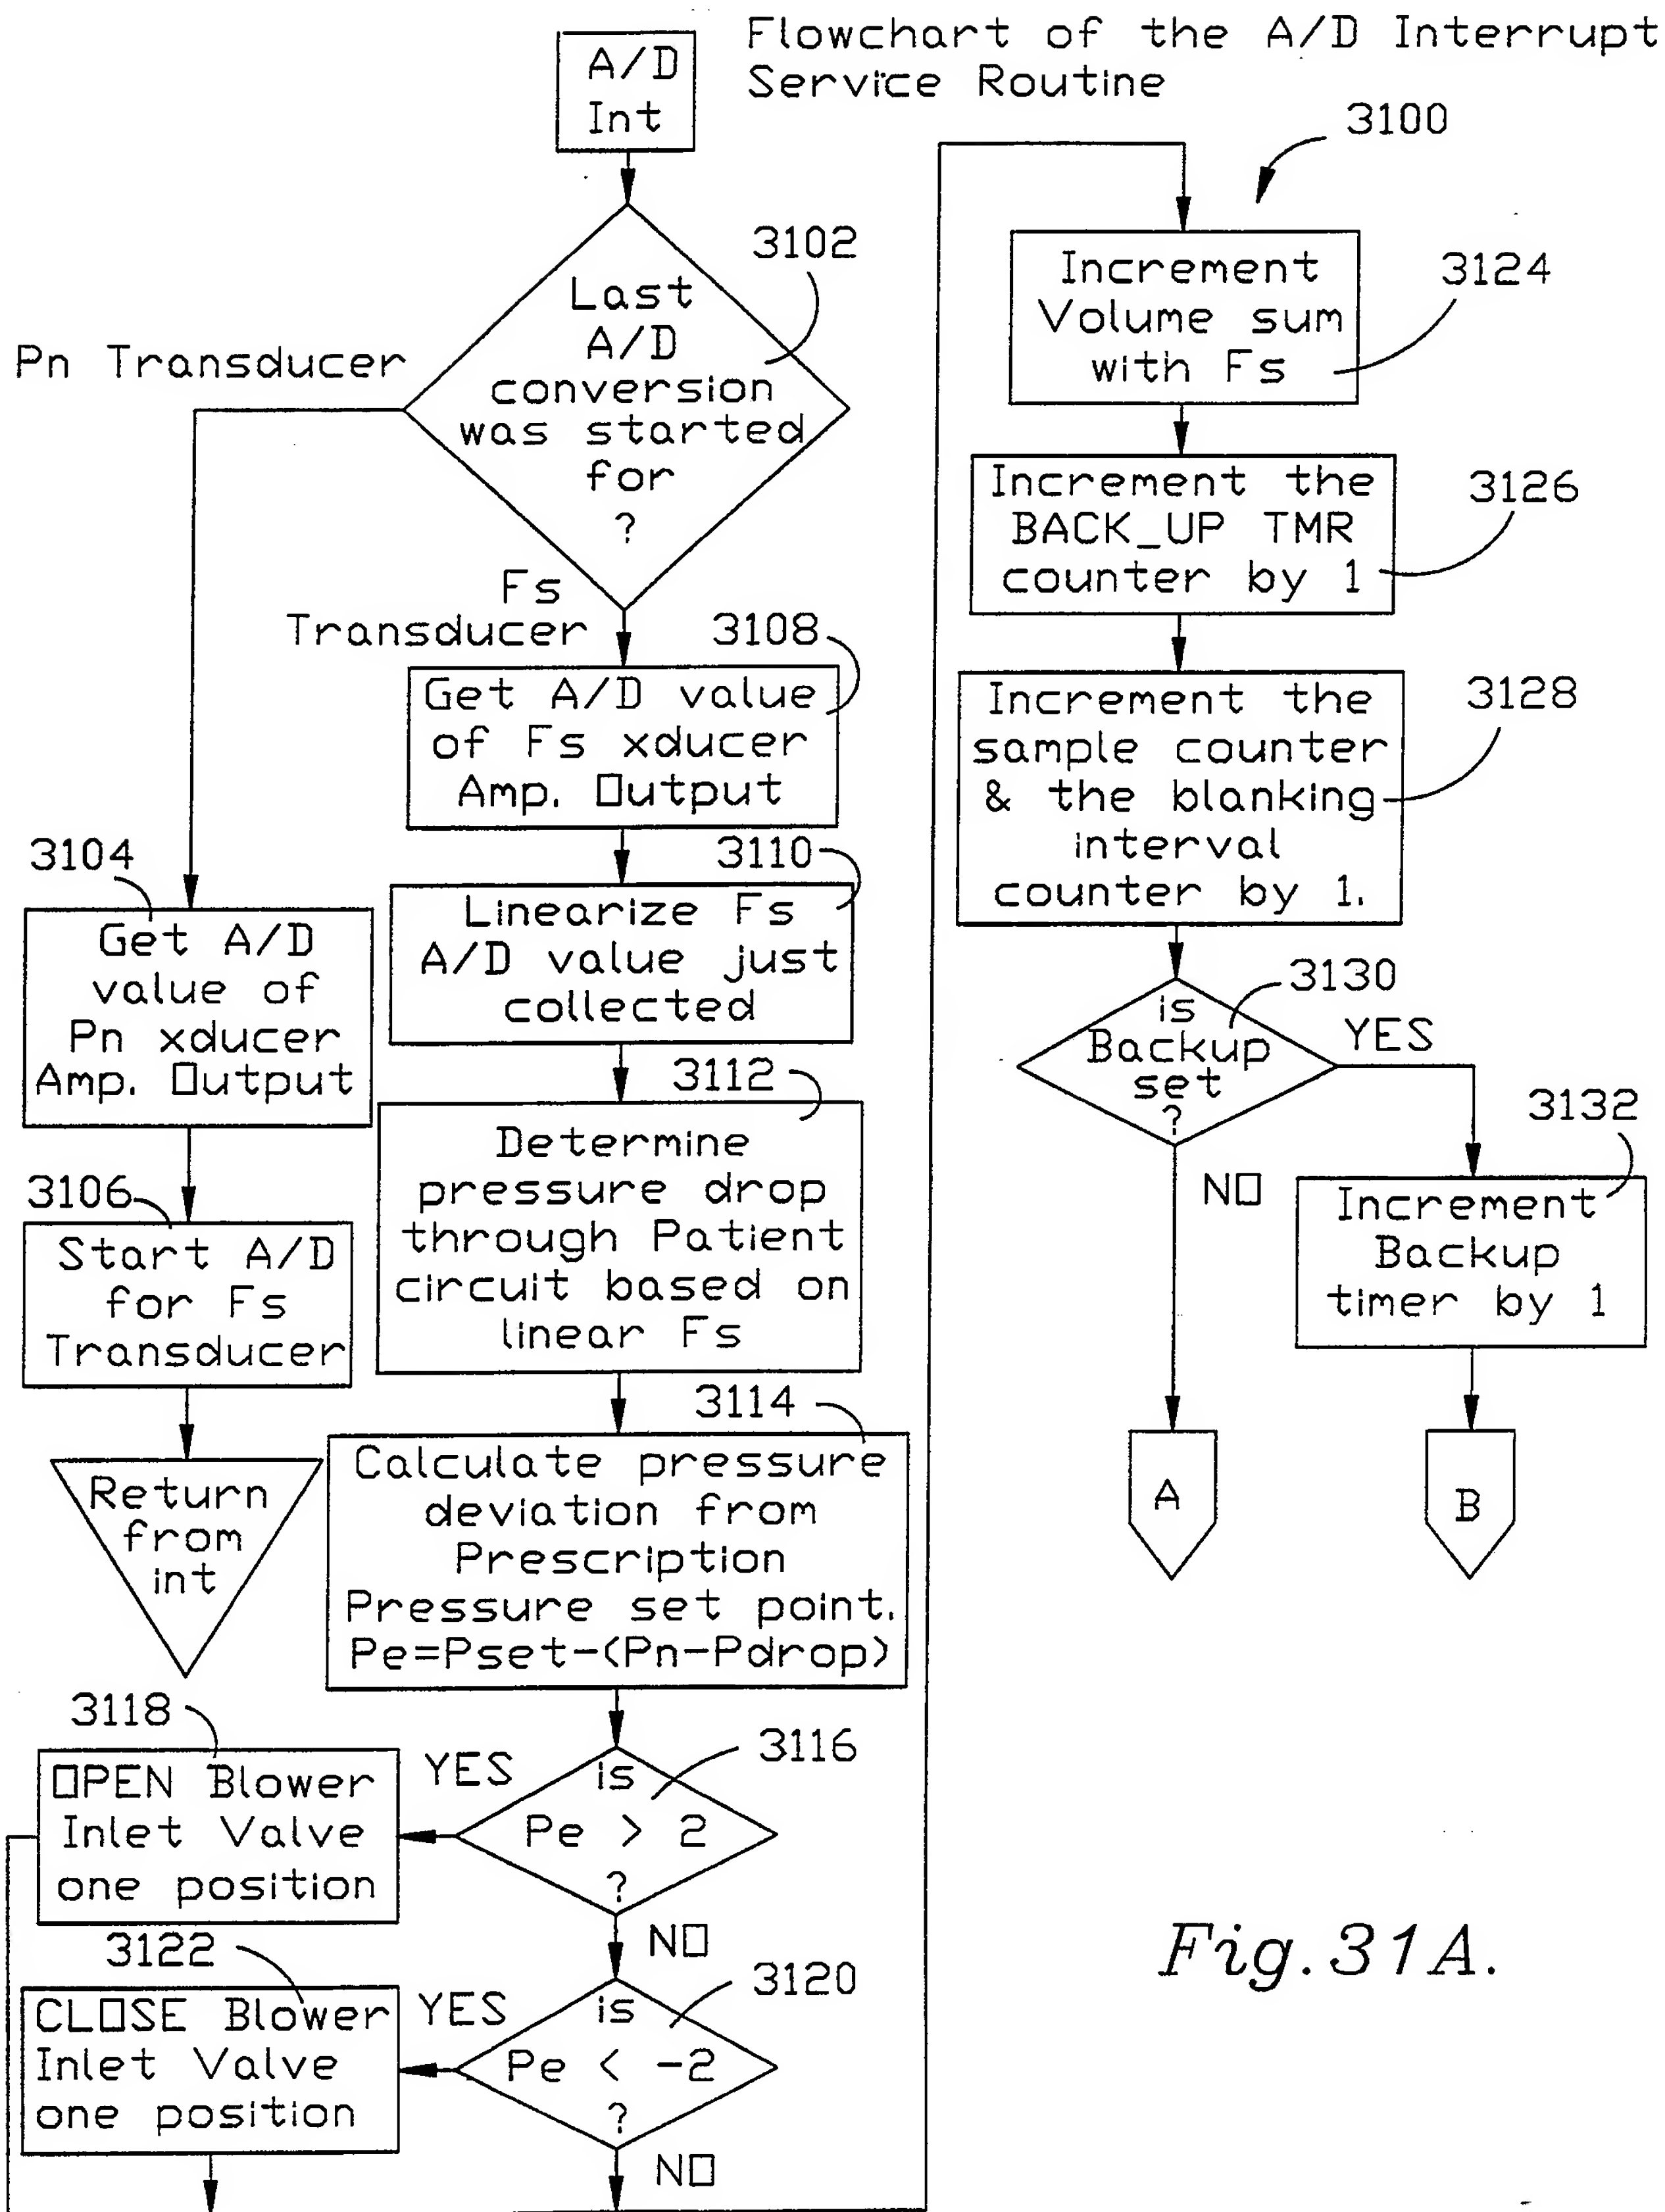 Flowchart of the A/D Interrupt
Service Routine
3100
A/D
Int
3102
Last
A/D
conversion
was started
for
?
Pn Transducer
Fs
Transducer
3104
Get A/D
value of
Pn xducer
Amp. Output
3106
Start A/D
for Fs
Transducer
Return
from
int
3108
Get A/D value
of Fs xducer
Amp. Output
3110
Linearize Fs
A/D value just
collected
3112
Determine
pressure drop
through Patient
circuit based on
linear Fs
3114
Calculate pressure
deviation from
Prescription
Pressure set point.
Pe=Pset-(Pn-Pdrop)
3116
is
Pe > 2
?
YES
NO
3118
OPEN Blower
Inlet Valve
one position
3120
is
Pe < -2
?
YES
NO
3122
CLOSE Blower
Inlet Valve
one position
3124
Increment
Volume sum
with Fs
3126
Increment the
BACK_UP TMR
counter by 1
3128
Increment the
sample counter
& the blanking
interval
counter by 1.
3130
is
Backup
set
?
YES
NO
3132
Increment
Backup
timer by 1
A
B
Fig.31A.